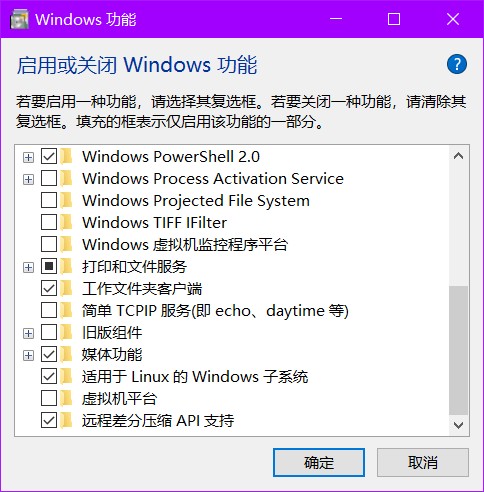 Windows 功能
启用或关闭 Windows 功能
?
若要启用一种功能，请选择其复选框。若要关闭一种功能，请清除其
复选框。填充的框表示仅启用该功能的一部分。
Windows PowerShell 2.0
Windows Process Activation Service
Windows Projected File System
Windows TIFF IFilter
Windows 虚拟机监控程序平台
打印和文件服务
工作文件夹客户端
简单 TCPIP 服务(即 echo、daytime 等)
旧版组件
媒体功能
适用于 Linux 的 Windows 子系统
虚拟机平台
远程差分压缩 API 支持
确定
取消